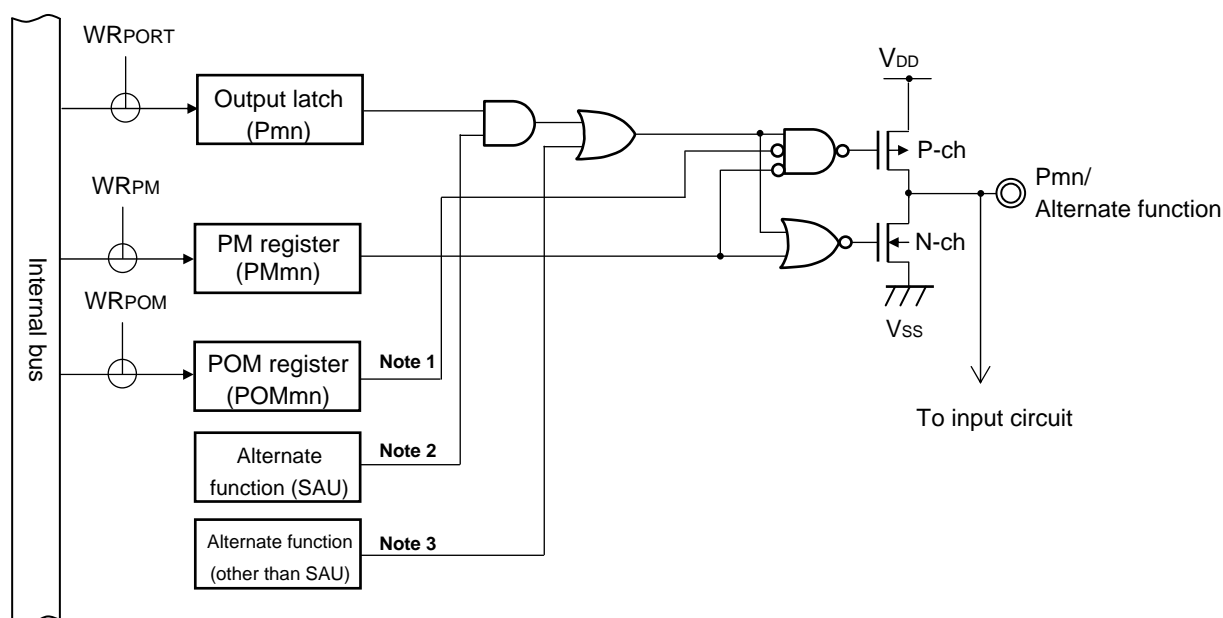 WRPORT
Output latch
(Pmn)
WRPM
PM register
(PMmn)
WRPOM
POM register
(POMmn)
Note 1
Alternate
function (SAU)
Note 2
Alternate function
(other than SAU)
Note 3
Internal bus
VDD
P-ch
N-ch
VSS
Pmn/
Alternate function
To input circuit